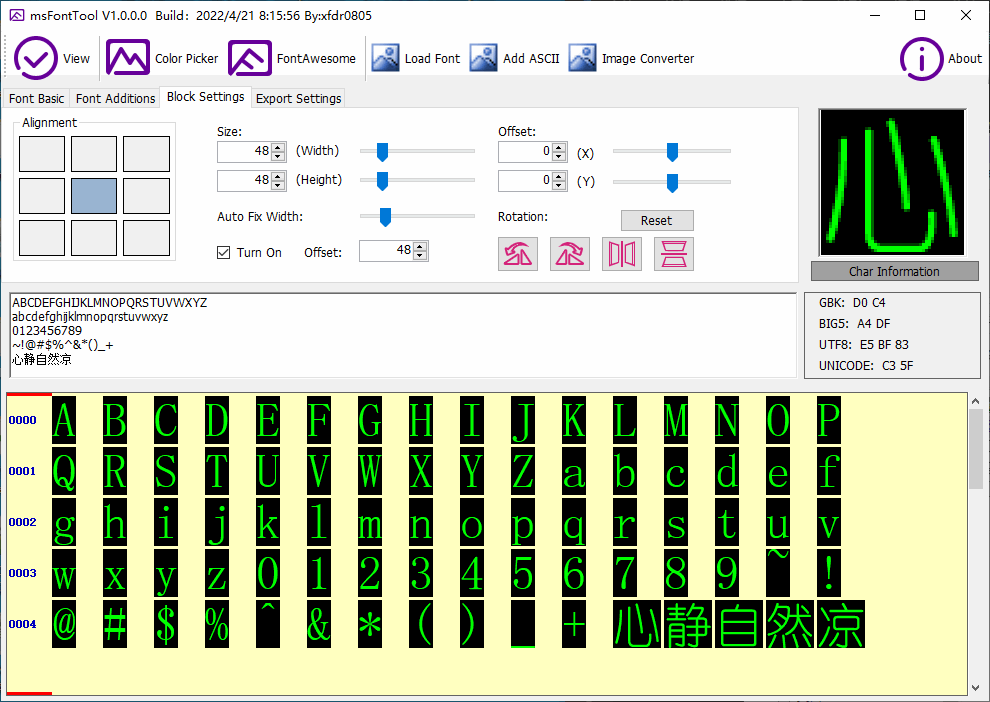 msFontTool V1.0.0.0 Build: 2022/4/21 8:15:56 By:xfdr0805
View Color Picker FontAwesome Load Font Add ASCII Image Converter About
Font Basic Font Additions Block Settings Export Settings
Alignment
Size:
48 (Width)
48 (Height)
Auto Fix Width:
Turn On Offset: 48
Offset:
0 (X)
0 (Y)
Rotation: Reset
心
Char Information
GBK: D0 C4
BIG5: A4 DF
UTF8: E5 BF 83
UNICODE: C3 5F
ABCDEFGHIJKLMNOPQRSTUVWXYZ
abcdefghijklmnopqrstuvwxyz
0123456789
~!@#$%^&*()_+
心静自然凉
0000 A B C D E F G H I J K L M N O P
0001 Q R S T U V W X Y Z a b c d e f
0002 g h i j k l m n o p q r s t u v
0003 w x y z 0 1 2 3 4 5 6 7 8 9 ~ !
0004 @ # $ % ^ & * ( ) _ + 心 静 自 然 凉